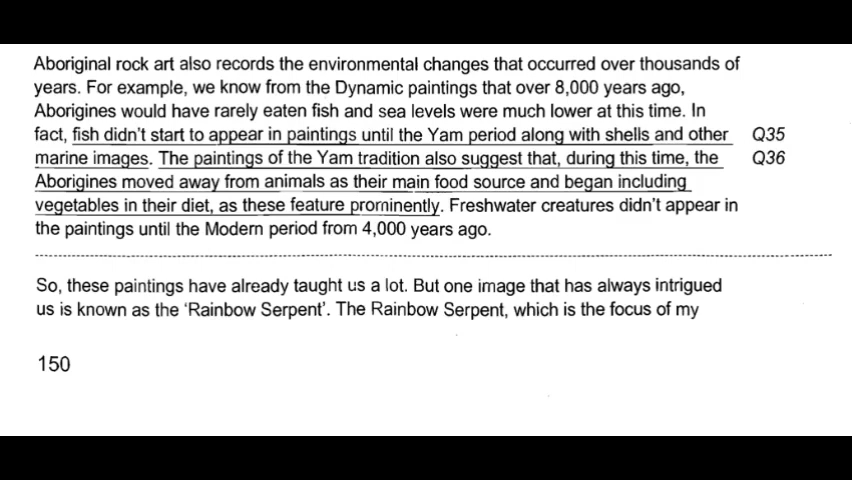 Aboriginal rock art also records the environmental changes that occurred over thousands of
years. For example, we know from the Dynamic paintings that over 8,000 years ago,
Aborigines would have rarely eaten fish and sea levels were much lower at this time. In
fact, fish didn't start to appear in paintings until the Yam period along with shells and other Q35
marine images. The paintings of the Yam tradition also suggest that, during this time, the Q36
Aborigines moved away from animals as their main food source and began including
vegetables in their diet, as these feature prominently. Freshwater creatures didn't appear in
the paintings until the Modern period from 4,000 years ago.
So, these paintings have already taught us a lot. But one image that has always intrigued
us is known as the 'Rainbow Serpent'. The Rainbow Serpent, which is the focus of my
150